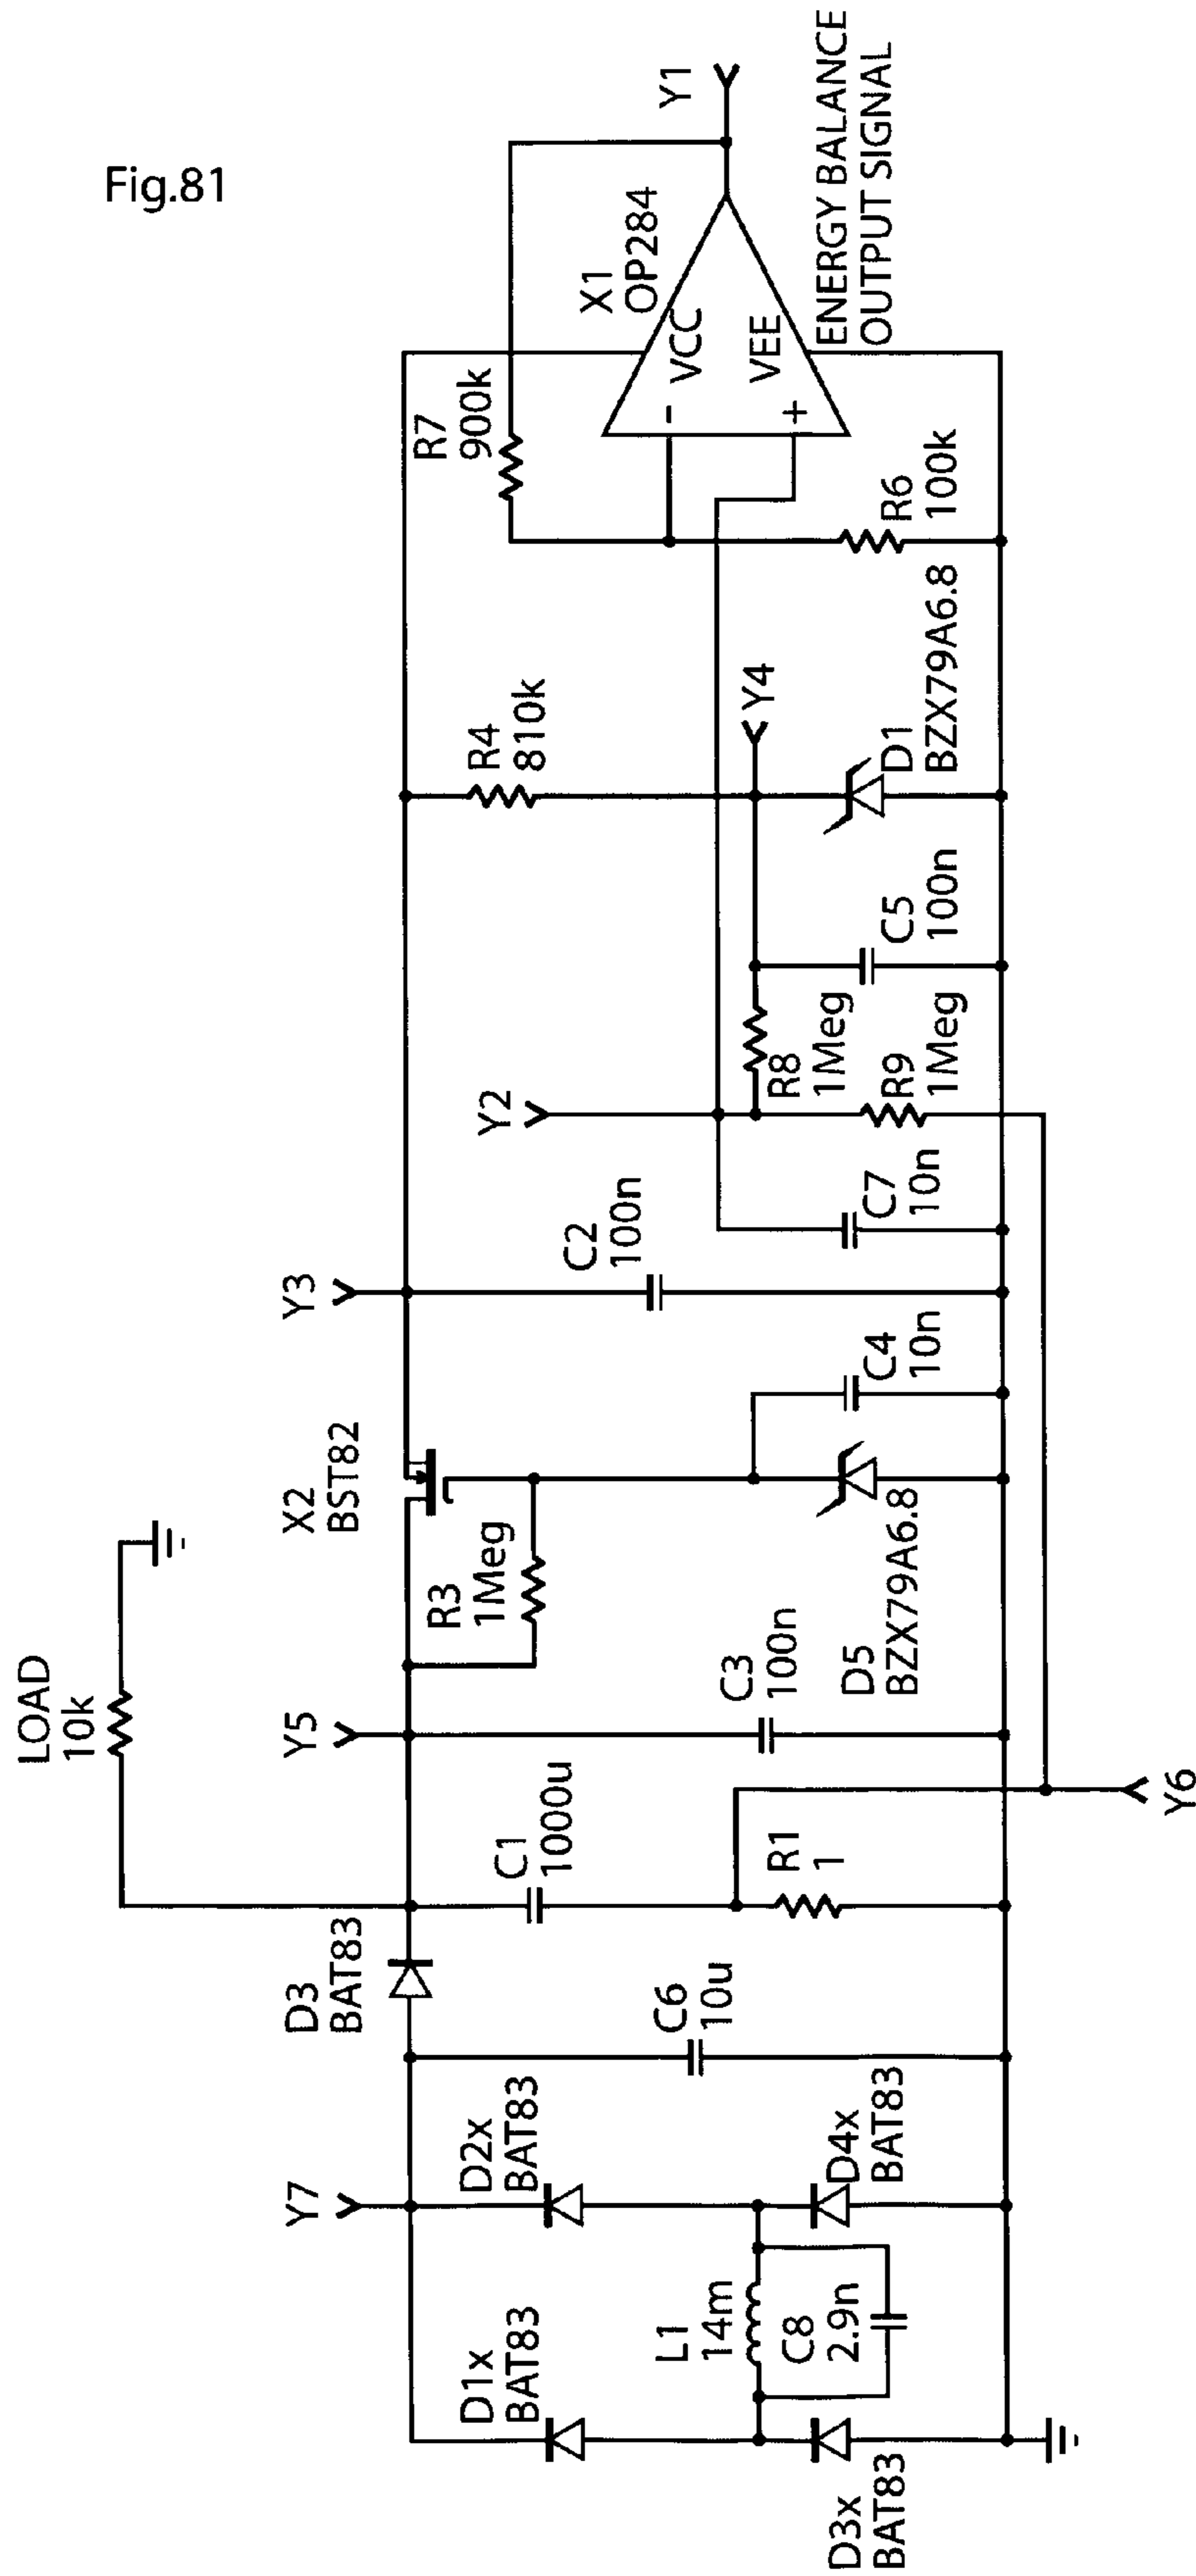 Fig.81
LOAD
10k
D1x
BAT83
D3x
BAT83
L1
14m
C8
2.9n
Y7
D2x
BAT83
D4x
BAT83
C6
10u
D3
BAT83
C1
1000u
R1
1
Y6
Y5
C3
100n
R3
1Meg
D5
BZX79A6.8
X2
BST82
C4
10n
Y3
C2
100n
C7
10n
Y2
R8
1Meg
R9
1Meg
C5
100n
R4
810k
Y4
D1
BZX79A6.8
R7
900k
R6
100k
X1
OP284
VCC
VEE
-
+
Y1
ENERGY BALANCE
OUTPUT SIGNAL